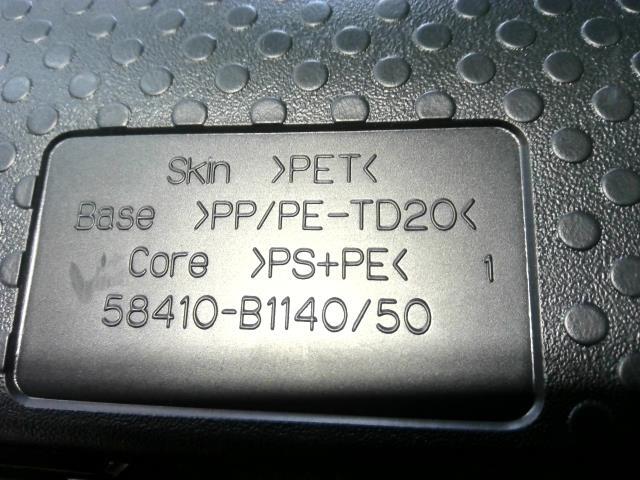 Skin >PET<
Base >PP/PE-TD20<
Core >PS+PE< 1
58410-B1140/50